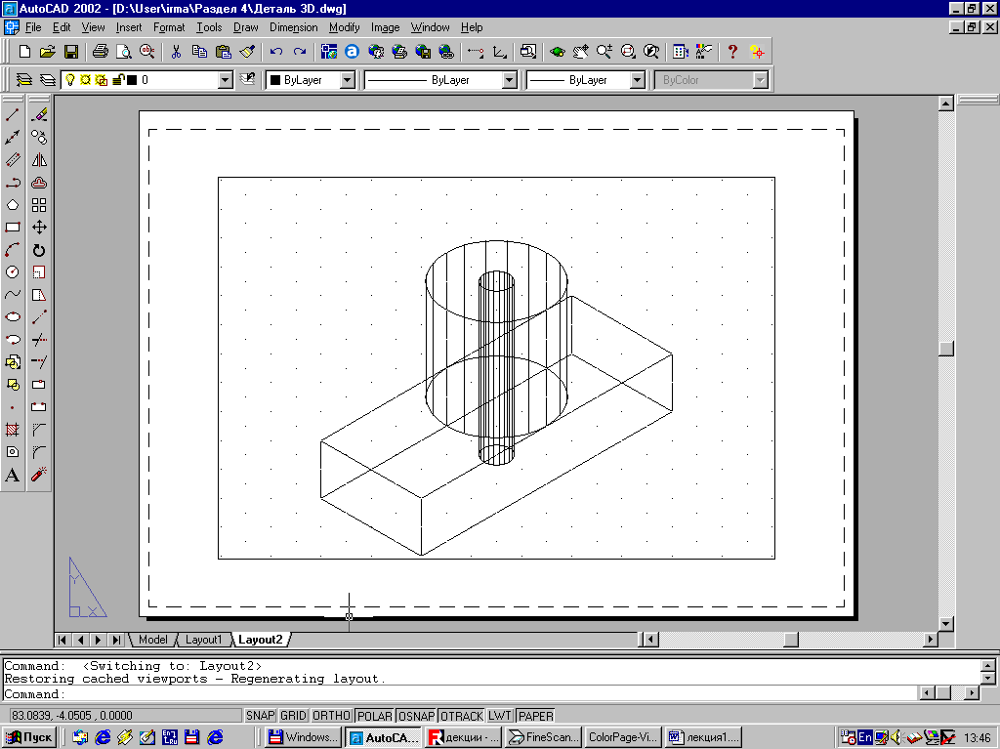 AutoCAD 2002 - [D:\User\irma\Раздел 4\Деталь 3D.dwg]
File Edit View Insert Format Tools Draw Dimension Modify Image Window Help
0 ByLayer ByLayer ByLayer ByColor
A
Y
X
Model Layout1 Layout2
Command:  <Switching to: Layout2>
Restoring cached viewports - Regenerating layout.
Command:
83.0839, -4.0505 , 0.0000 SNAP GRID ORTHO POLAR OSNAP OTRACK LWT PAPER
Пуск Windows... AutoCA... лекции - ... FineScan... ColorPage-Vi... лекция1.... En 13:46